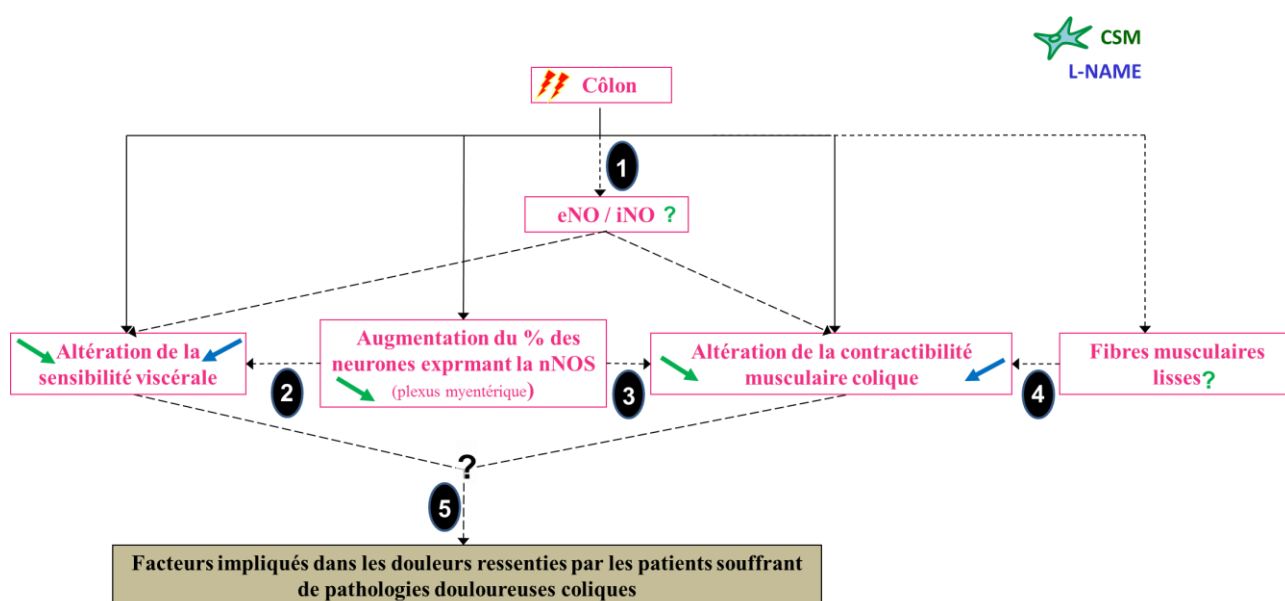 CSM
L-NAME
Côlon
1
eNO / iNO ?
Altération de la
sensibilité viscérale
2
Augmentation du % des
neurones exprmant la nNOS
(plexus myentérique)
3
Altération de la contractibilité
musculaire colique
4
Fibres musculaires
lisses?
?
5
Facteurs impliqués dans les douleurs ressenties par les patients souffrant
de pathologies douloureuses coliques